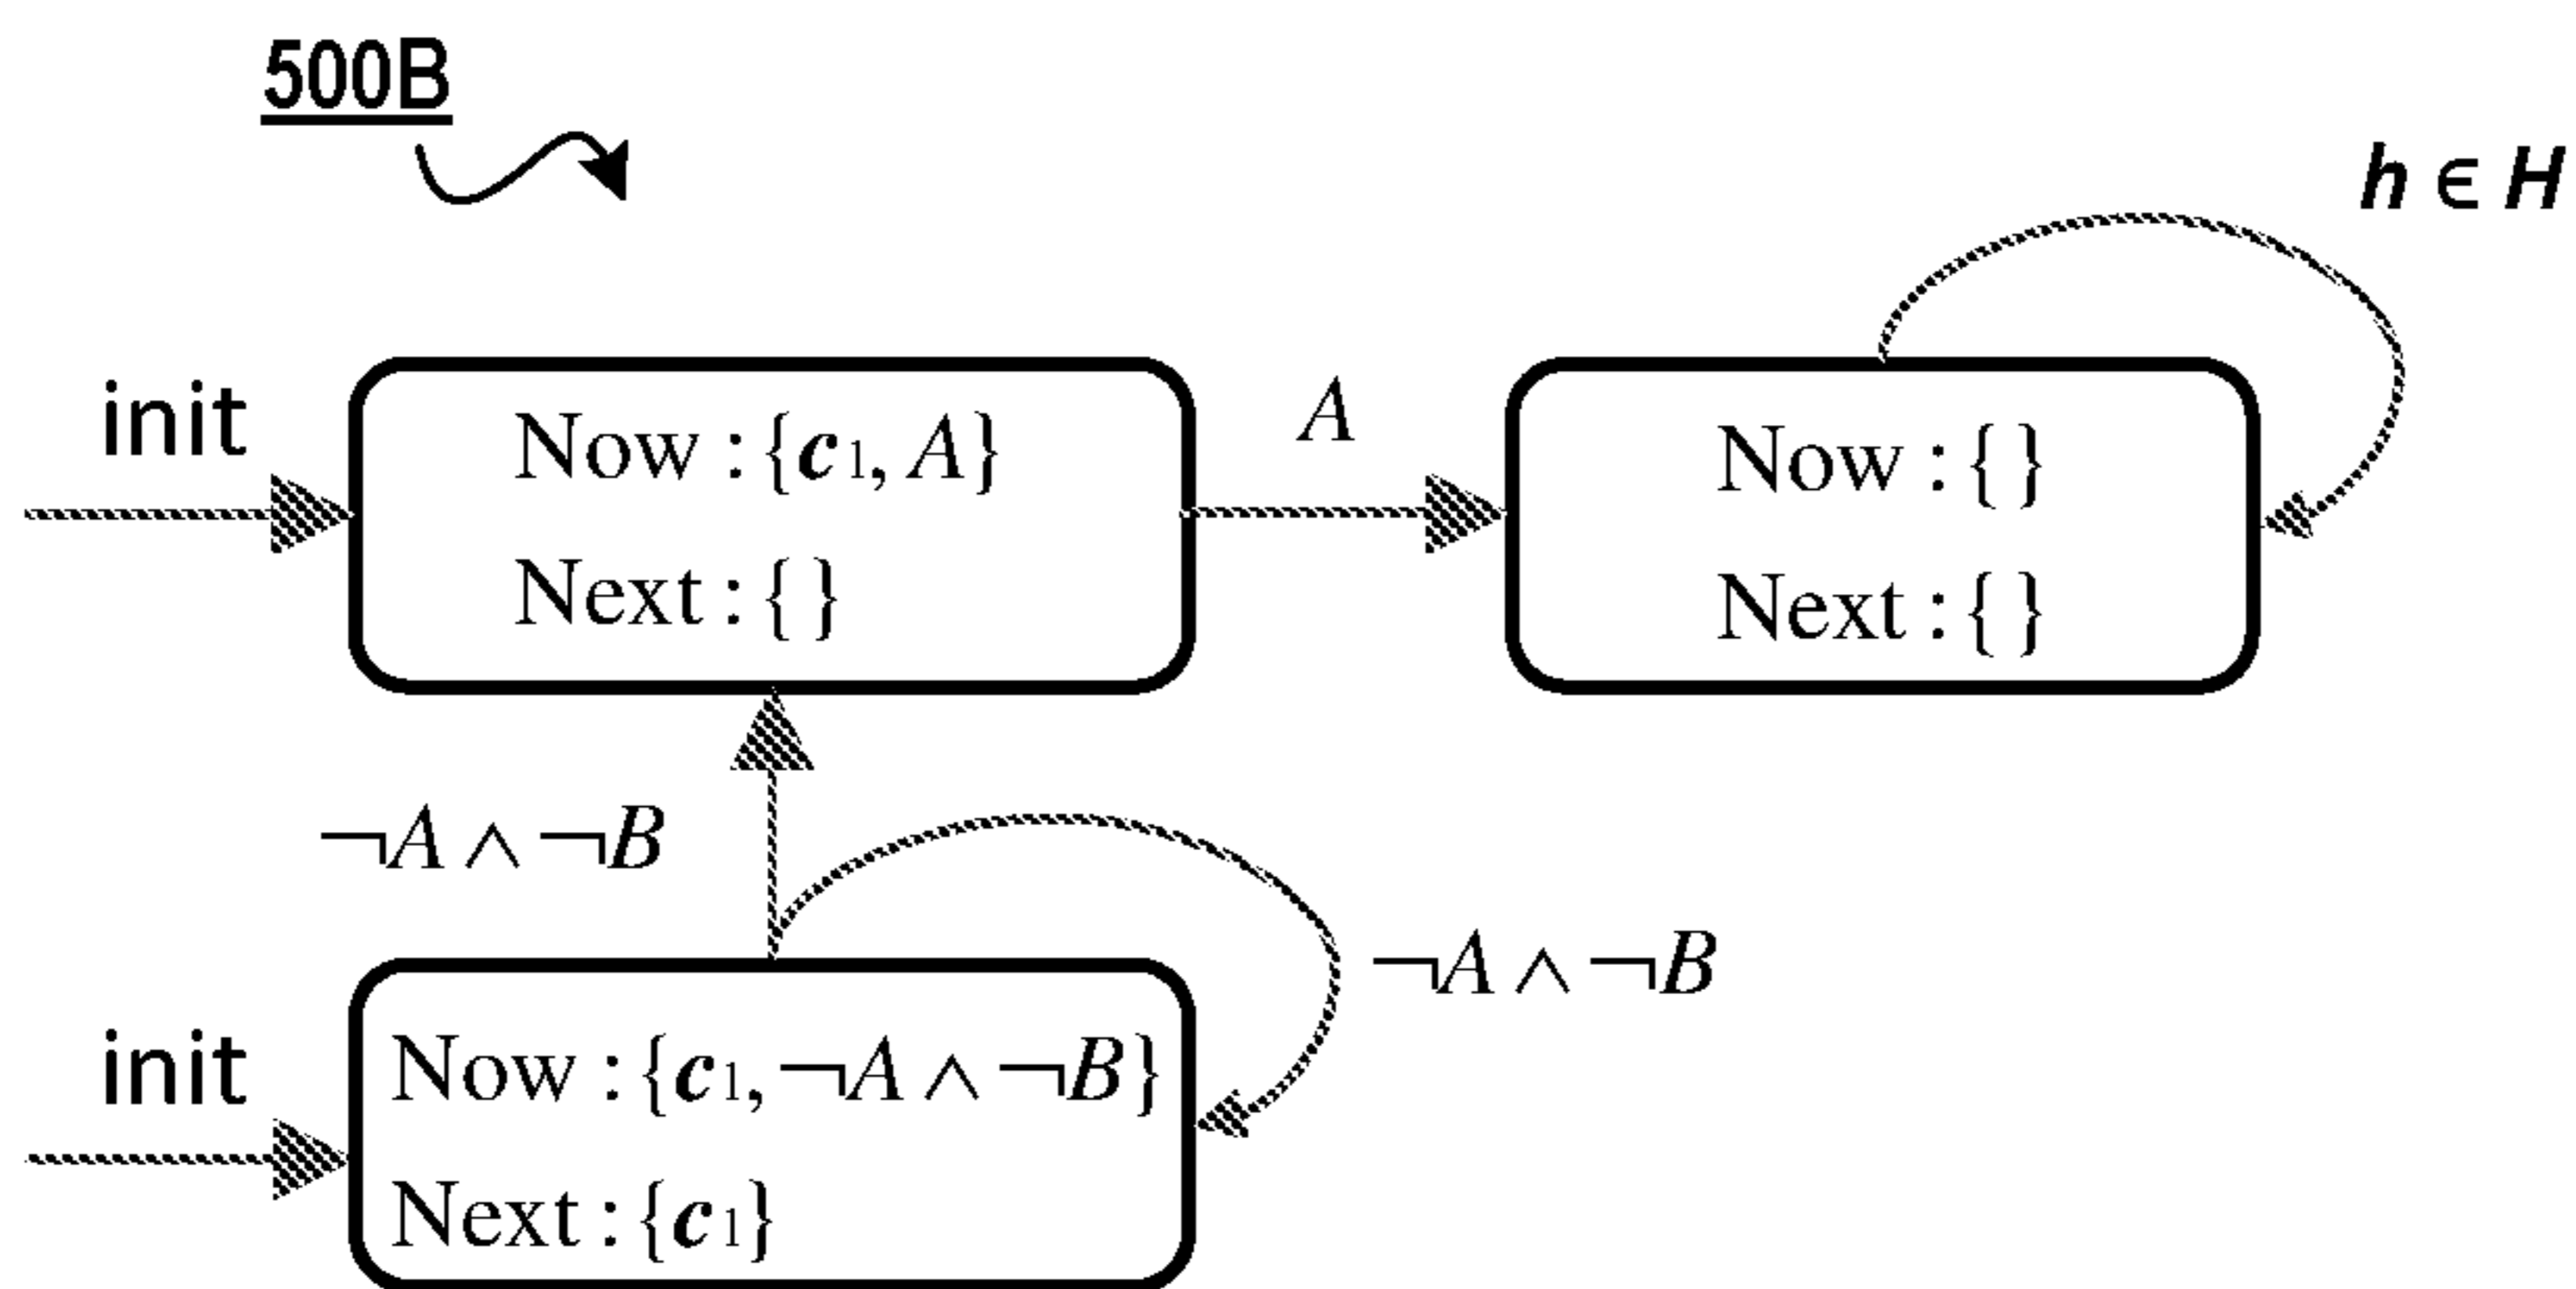 500B
h ∈ H
init
Now : {c1, A}
Next : { }
A
Now : { }
Next : { }
¬A ∧ ¬B
¬A ∧ ¬B
init
Now : {c1, ¬A ∧ ¬B}
Next : {c1}